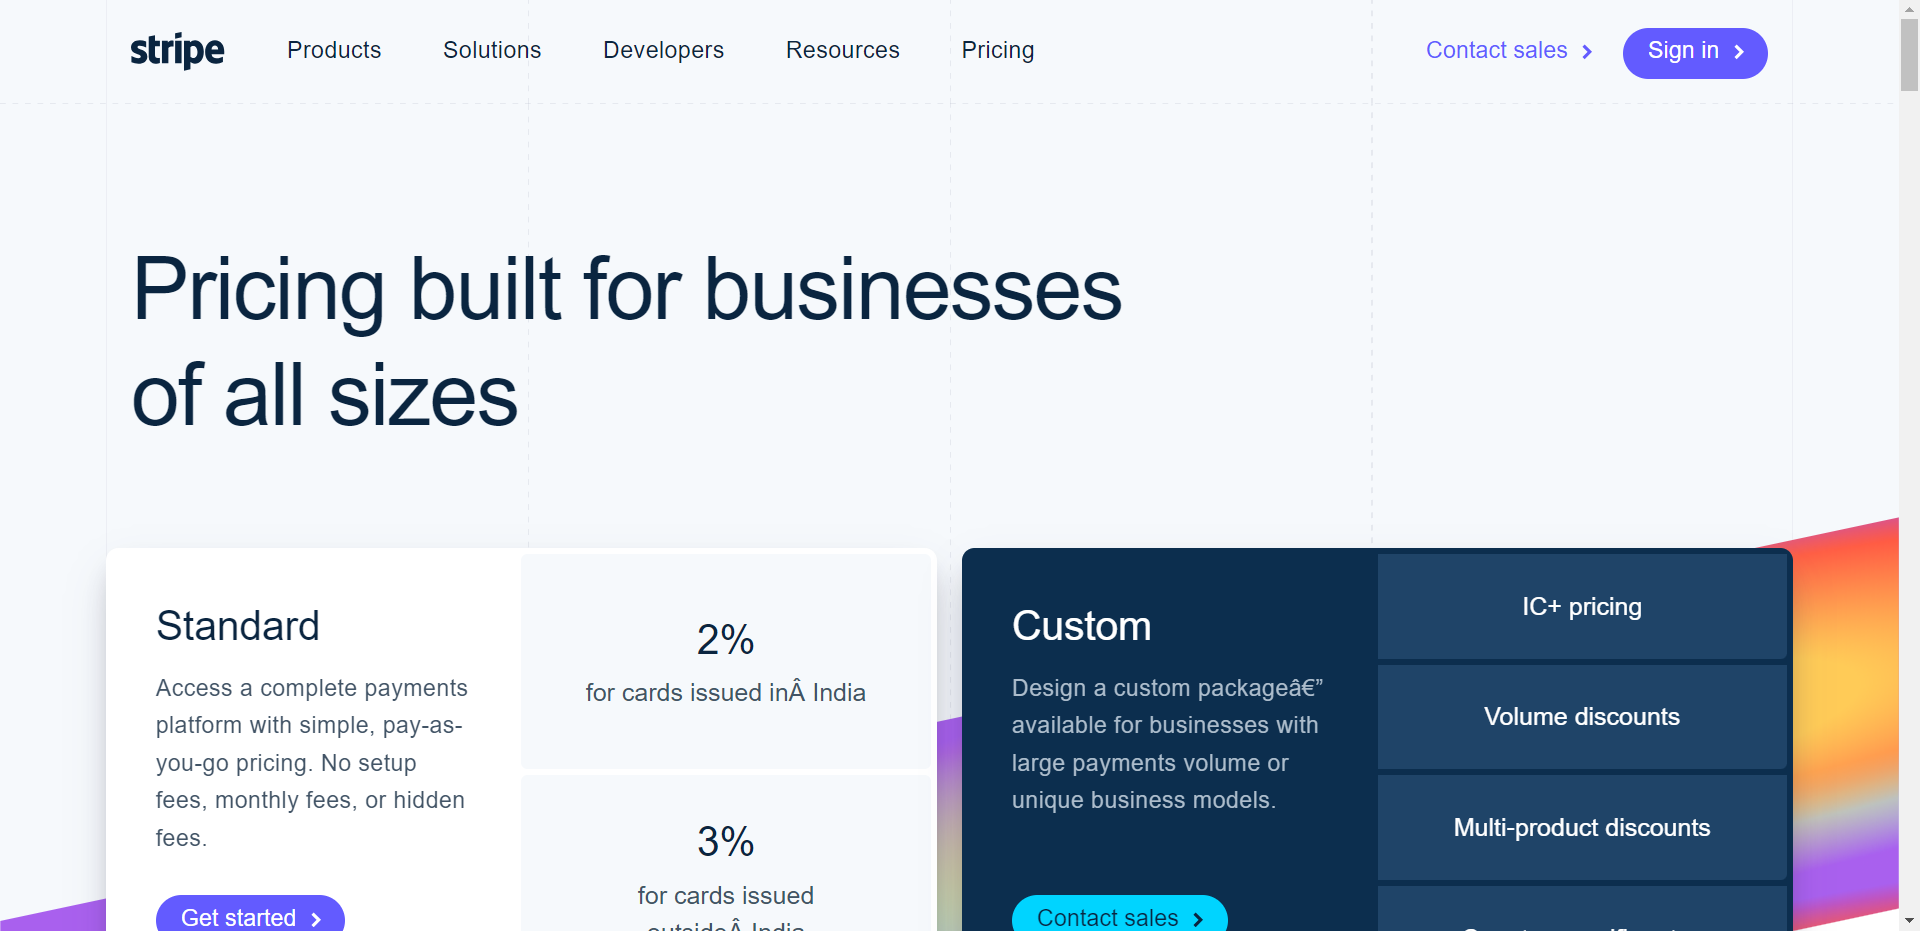 stripe
Products
Solutions
Developers
Resources
Pricing
Contact sales
Sign in
Pricing built for businesses
of all sizes
Standard
Access a complete payments
platform with simple, pay-as-
you-go pricing. No setup
fees, monthly fees, or hidden
fees.
Get started
2%
for cards issued inÂ India
3%
for cards issued
outsideÂ India
Custom
Design a custom packageâ€”
available for businesses with
large payments volume or
unique business models.
Contact sales
IC+ pricing
Volume discounts
Multi-product discounts